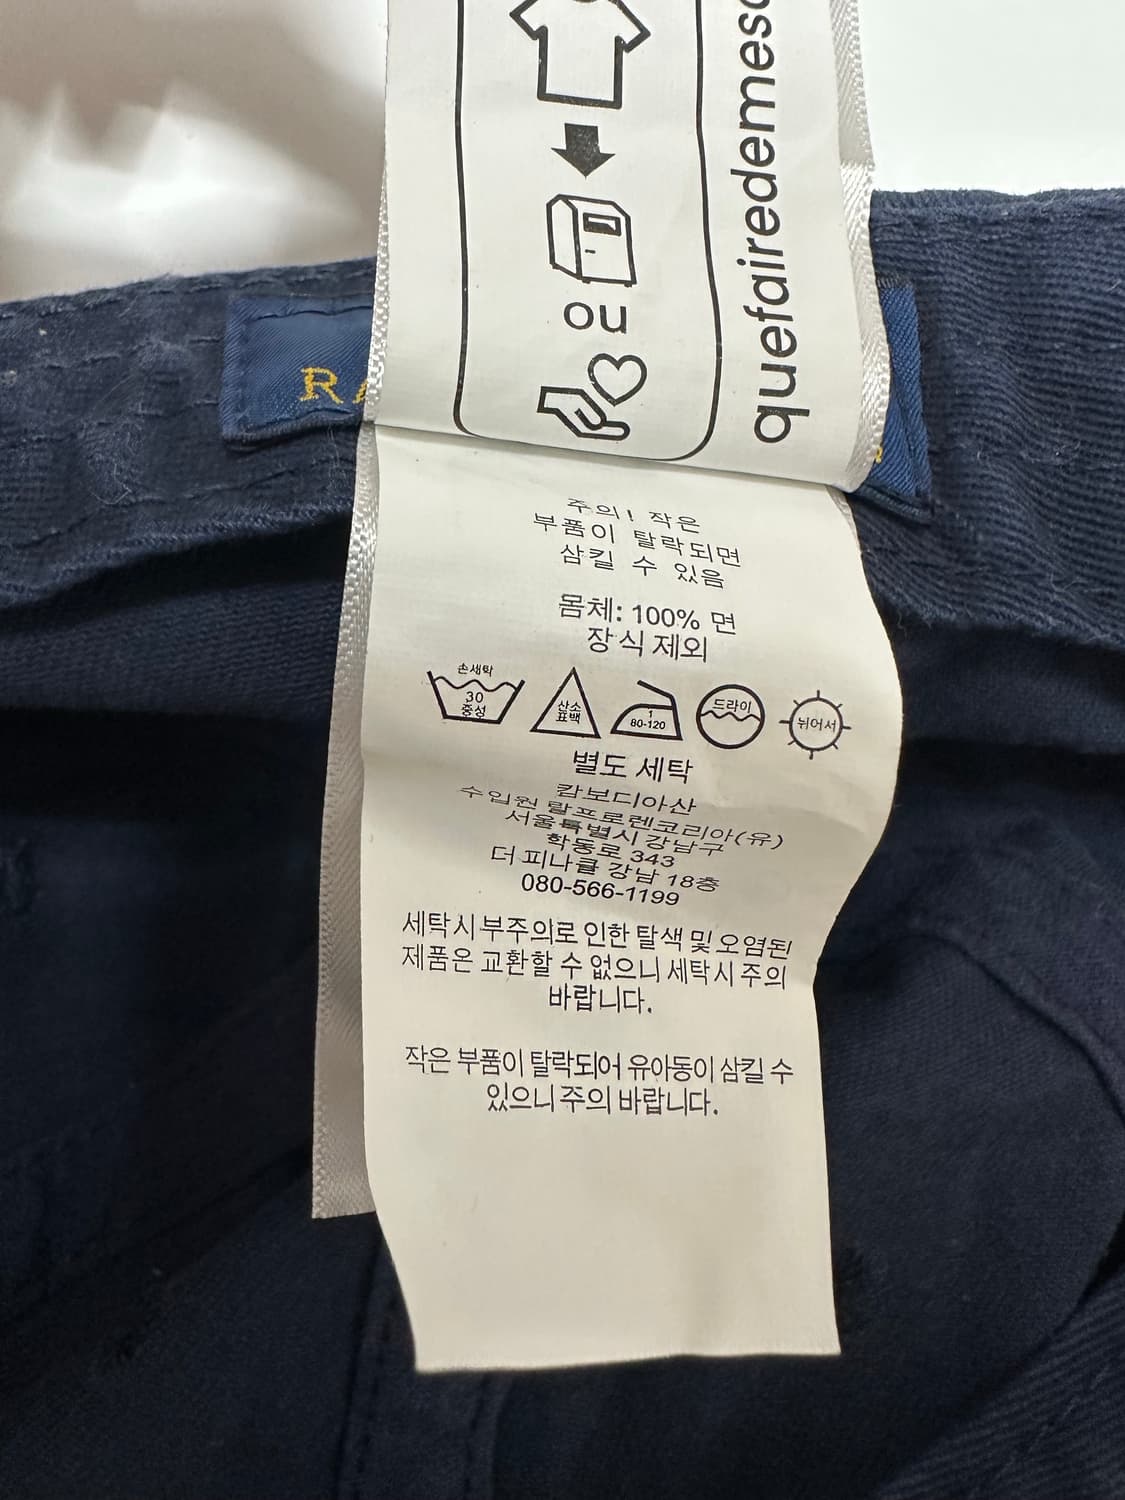 ou
quefairedemes
RA
주의! 작은
부품이 탈락되면
삼킬 수 있음
몸체: 100% 면
장식 제외
손세탁
30
중성
산소
표백
1
80-120
드라이
뉘어서
별도 세탁
캄보디아산
수입원 랄프로렌코리아(유)
서울특별시 강남구
학동로 343
더 피나클 강남 18층
080-566-1199
세탁시 부주의로 인한 탈색 및 오염된
제품은 교환할 수 없으니 세탁시 주의
바랍니다.
작은 부품이 탈락되어 유아동이 삼킬 수
있으니 주의 바랍니다.